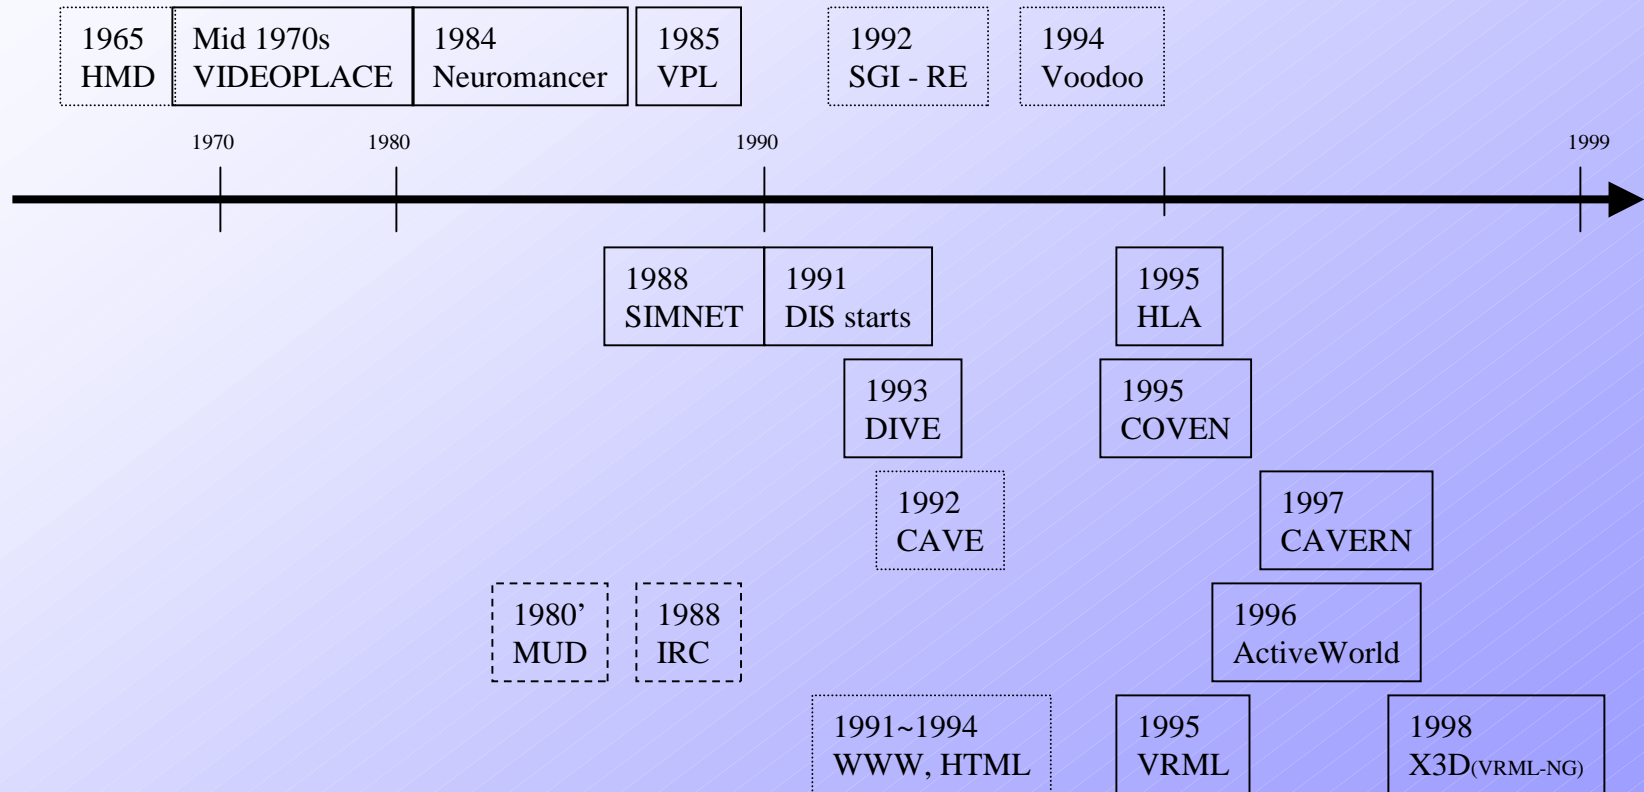 1965
HMD
Mid 1970s
VIDEOPLACE
1984
Neuromancer
1985
VPL
1992
SGI - RE
1994
Voodoo
1970
1980
1990
1999
1988
SIMNET
1991
DIS starts
1995
HLA
1993
DIVE
1995
COVEN
1992
CAVE
1997
CAVERN
1980’
MUD
1988
IRC
1996
ActiveWorld
1991~1994
WWW, HTML
1995
VRML
1998
X3D(VRML-NG)